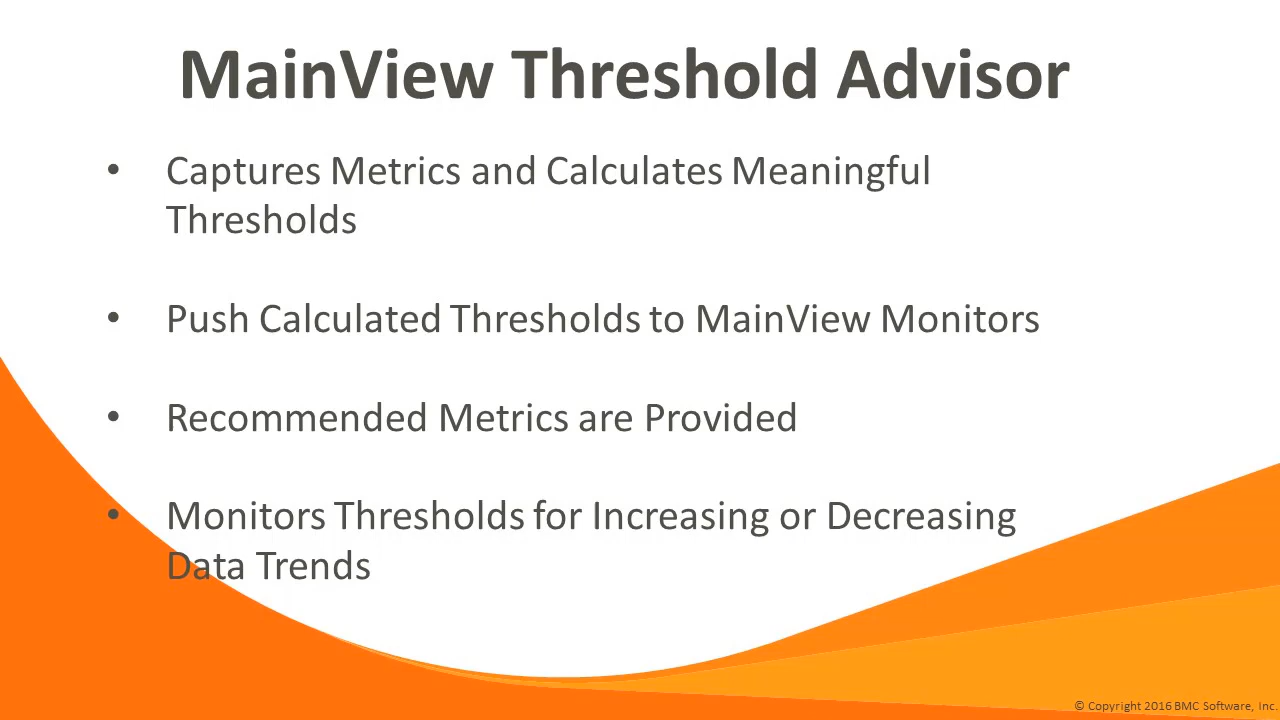 MainView Threshold Advisor
• Captures Metrics and Calculates Meaningful
Thresholds
• Push Calculated Thresholds to MainView Monitors
• Recommended Metrics are Provided
• Monitors Thresholds for Increasing or Decreasing
Data Trends
© Copyright 2016 BMC Software, Inc.